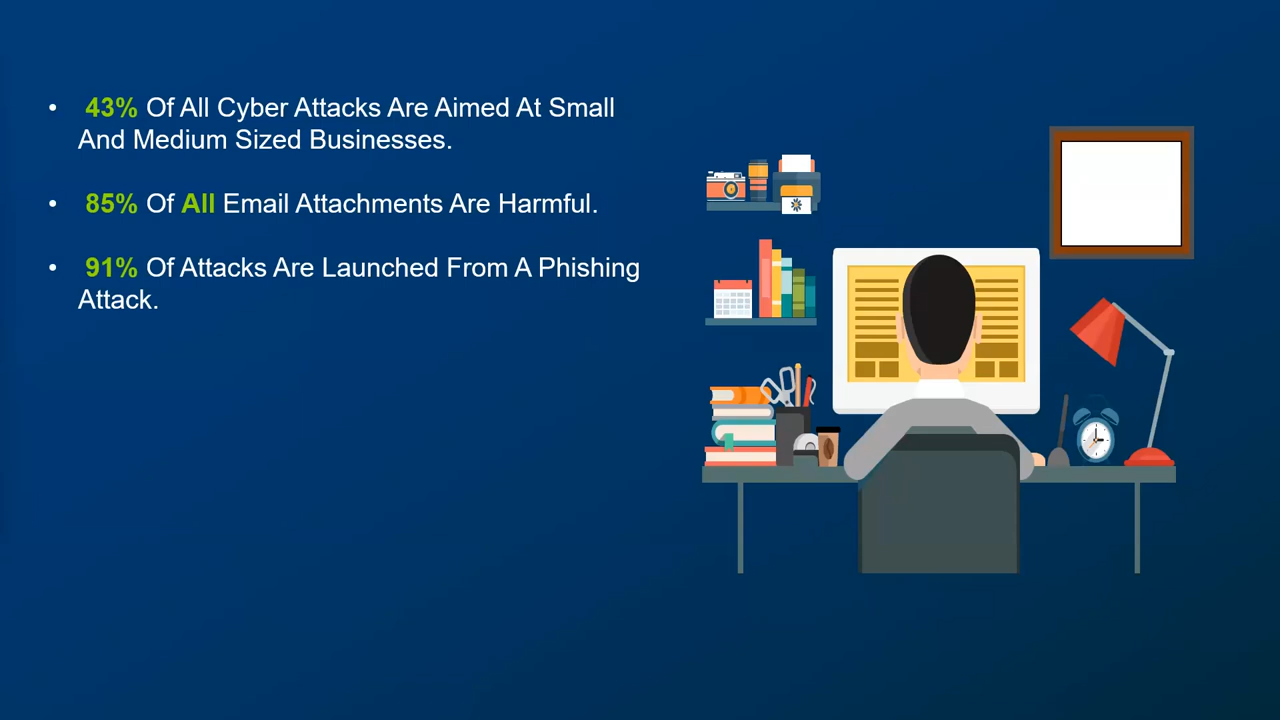 • 43% Of All Cyber Attacks Are Aimed At Small
And Medium Sized Businesses.
• 85% Of All Email Attachments Are Harmful.
• 91% Of Attacks Are Launched From A Phishing
Attack.